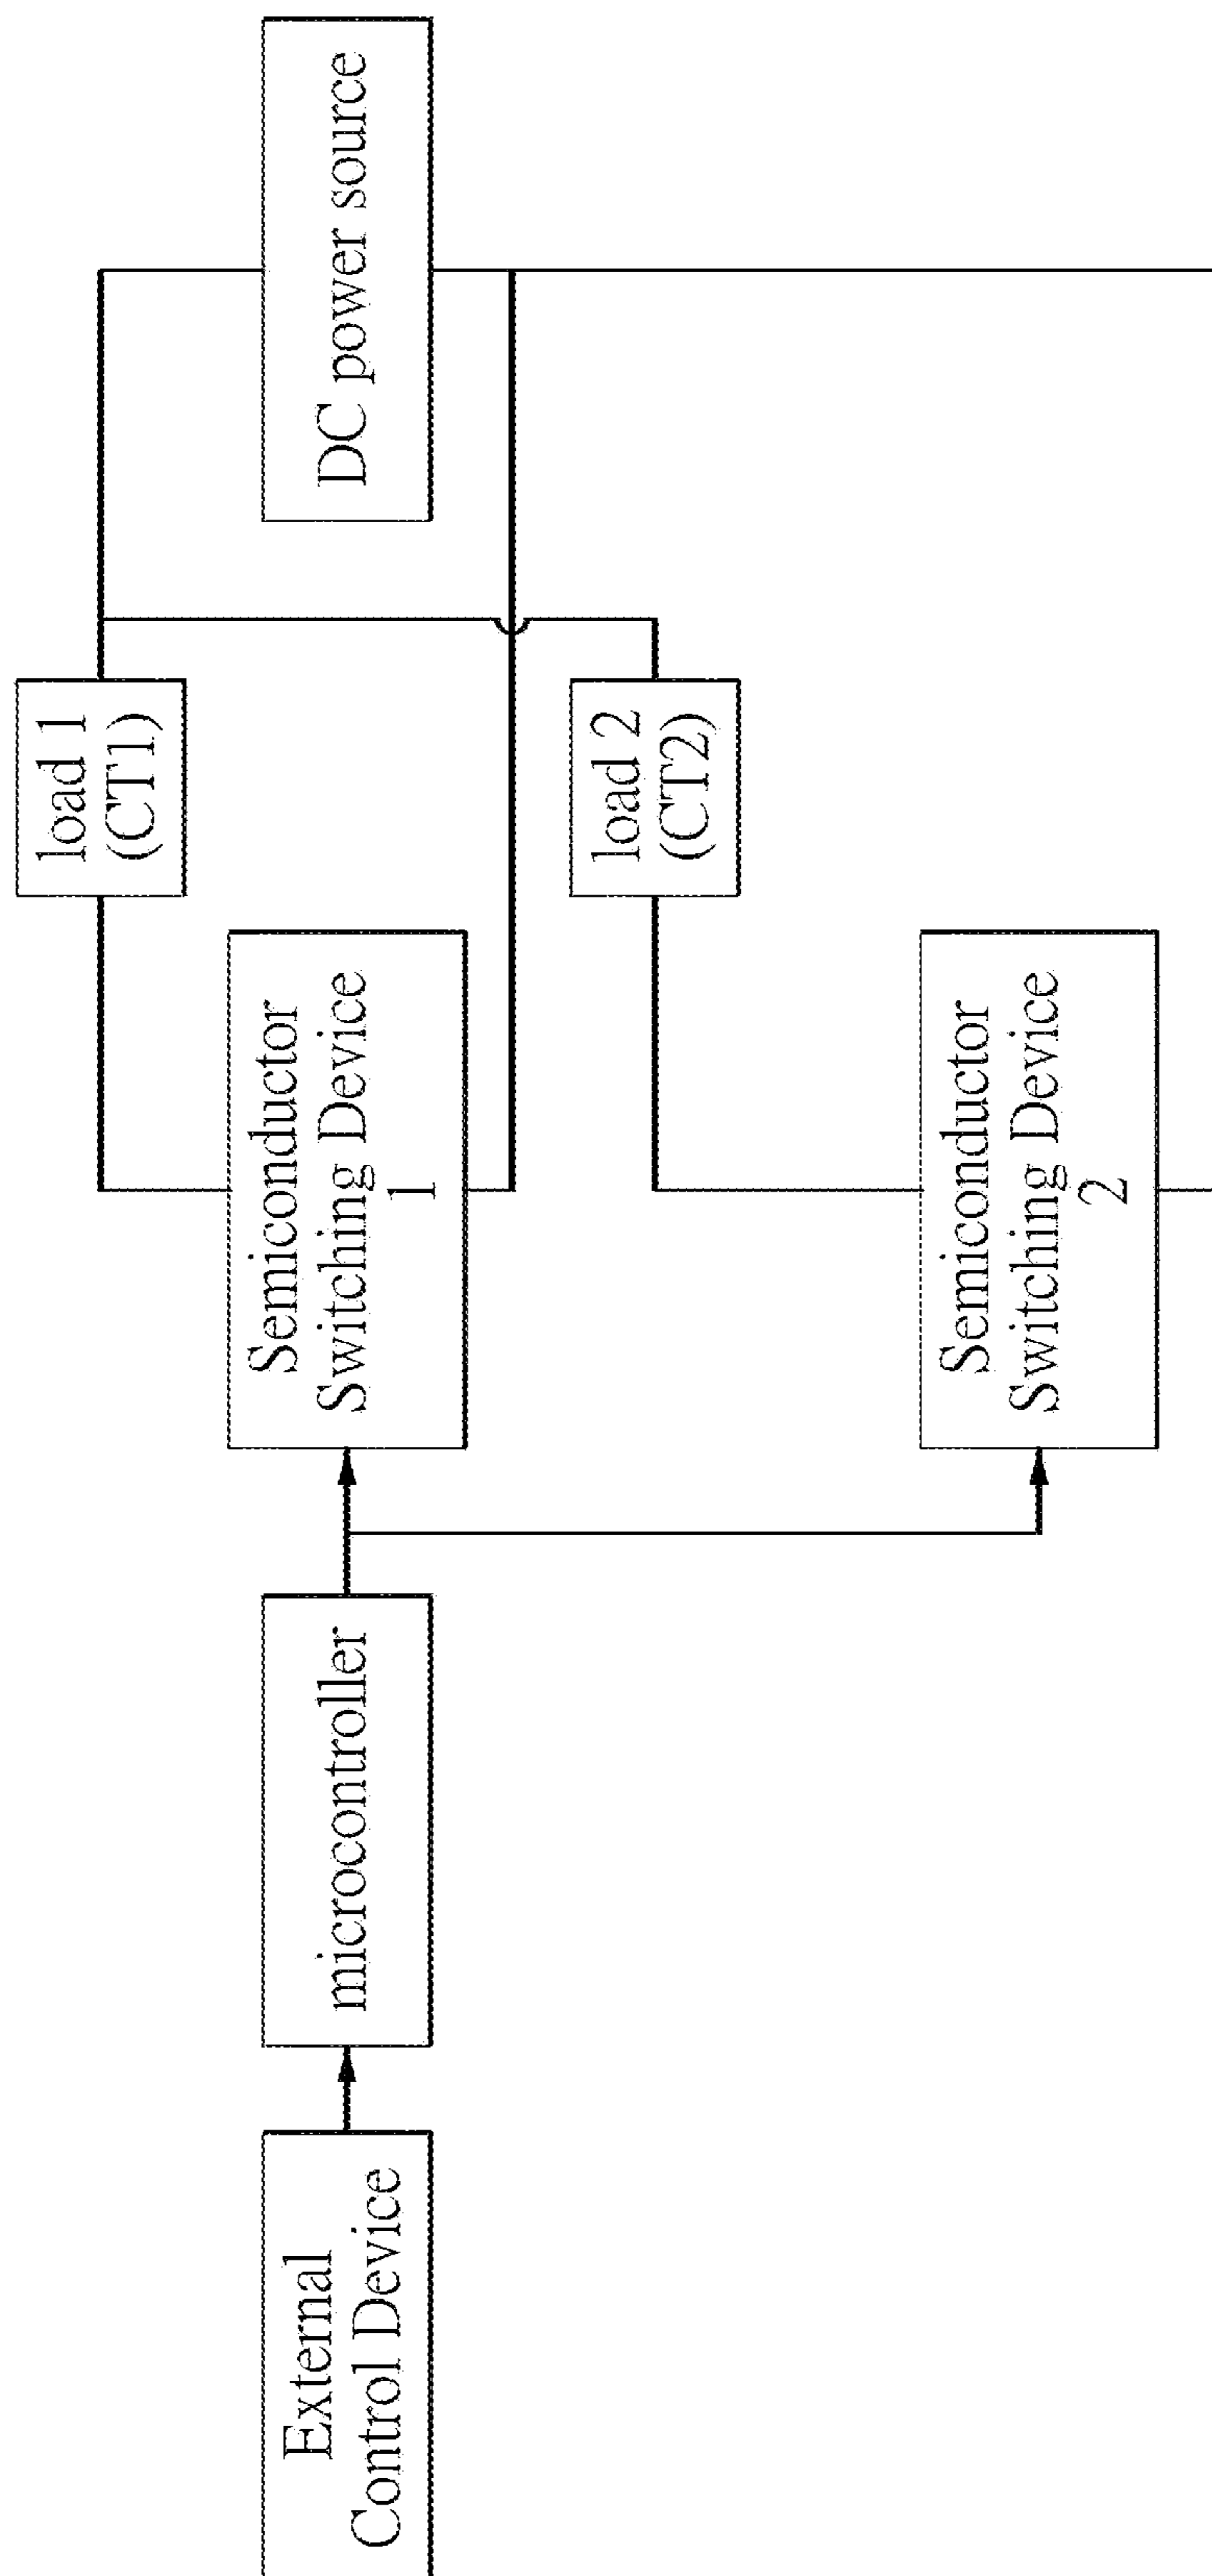 External
Control Device
microcontroller
Semiconductor
Switching Device
1
load 1
(CT1)
DC power source
load 2
(CT2)
Semiconductor
Switching Device
2